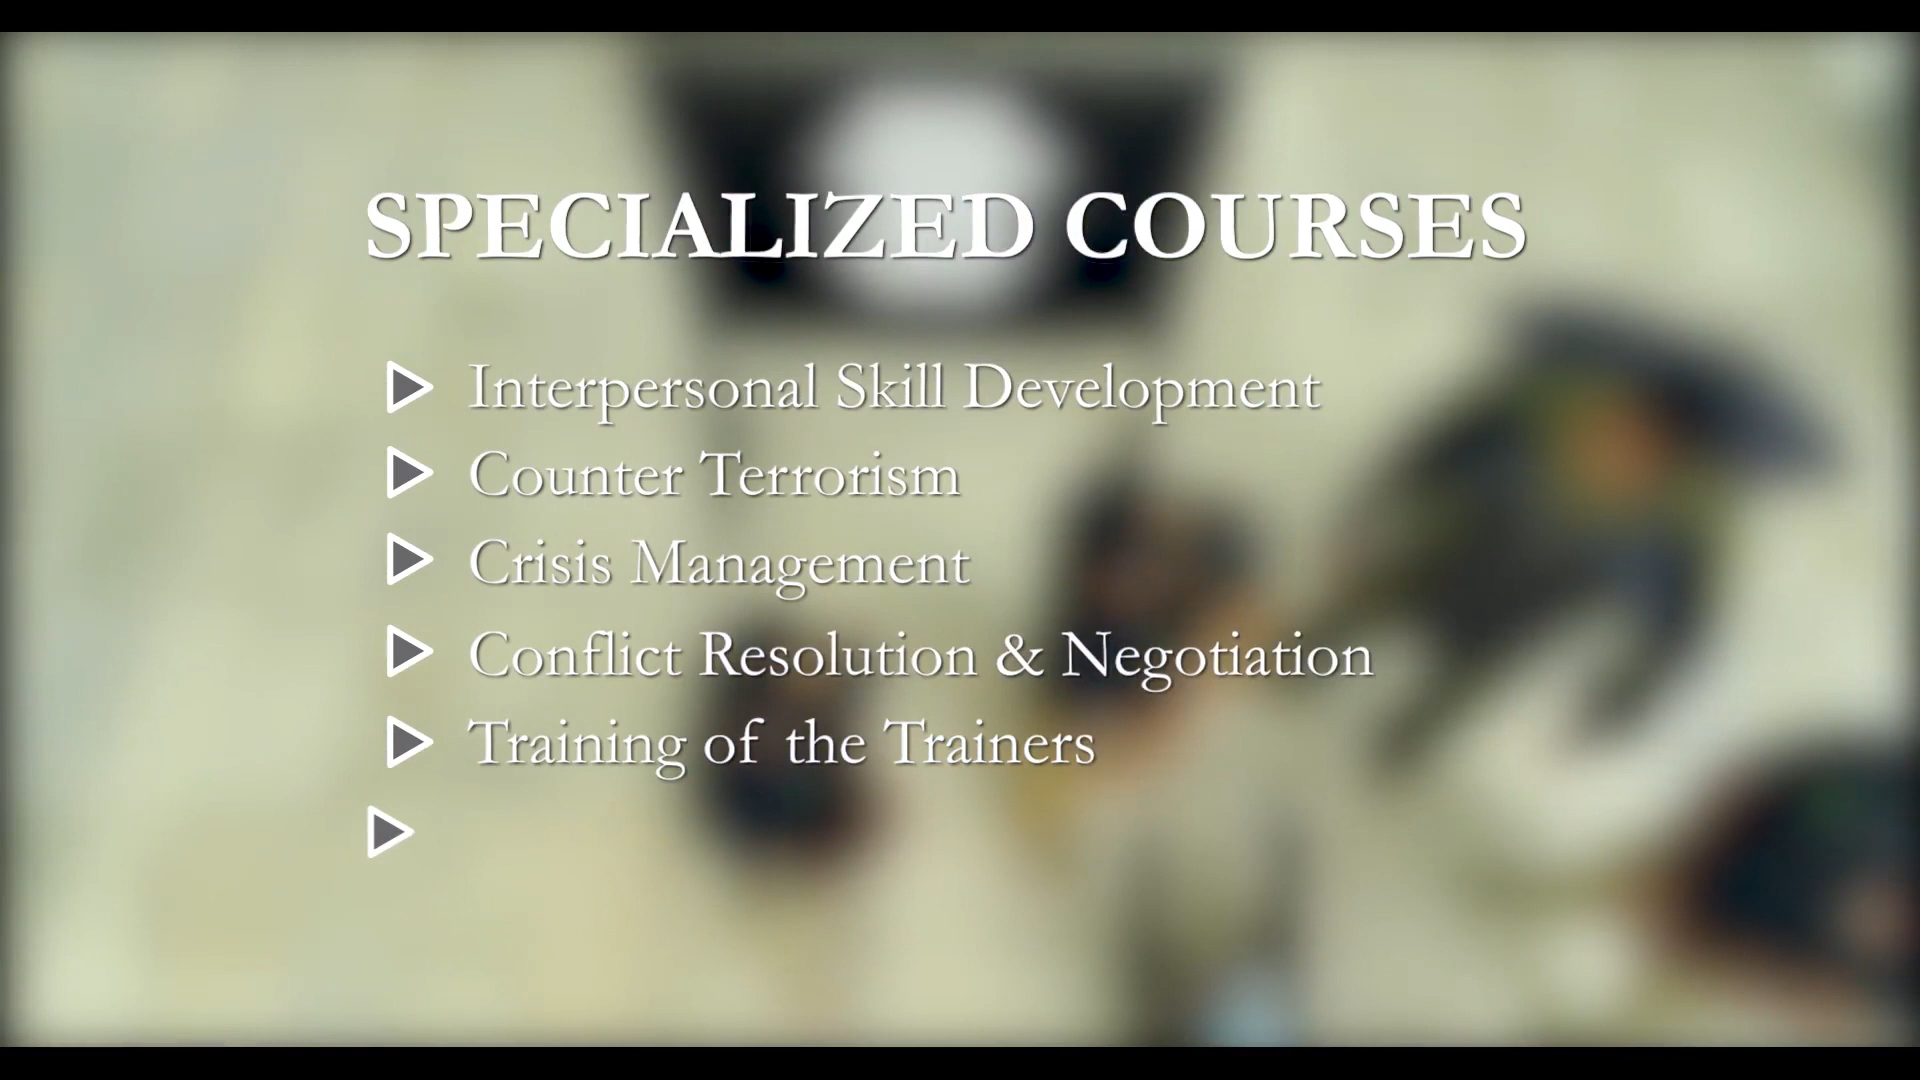 SPECIALIZED COURSES
Interpersonal Skill Development
Counter Terrorism
Crisis Management
Conflict Resolution & Negotiation
Training of the Trainers